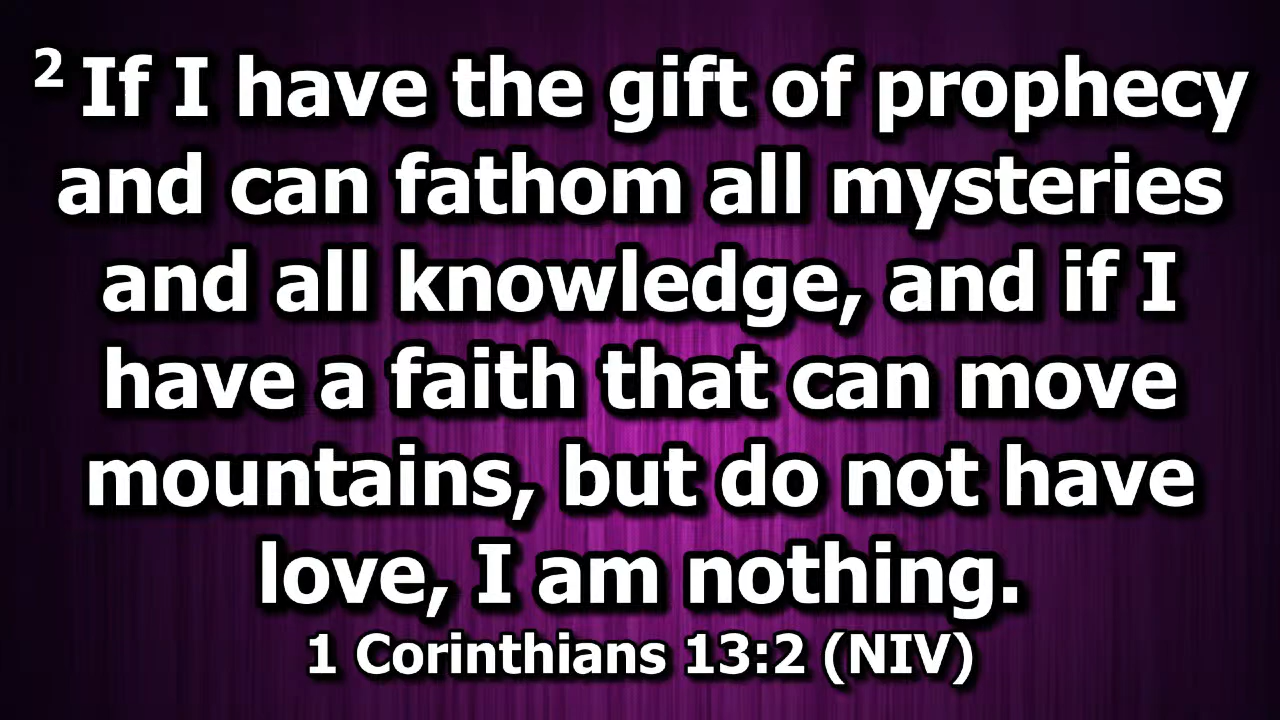 ² If I have the gift of prophecy
and can fathom all mysteries
and all knowledge, and if I
have a faith that can move
mountains, but do not have
love, I am nothing.
1 Corinthians 13:2 (NIV)